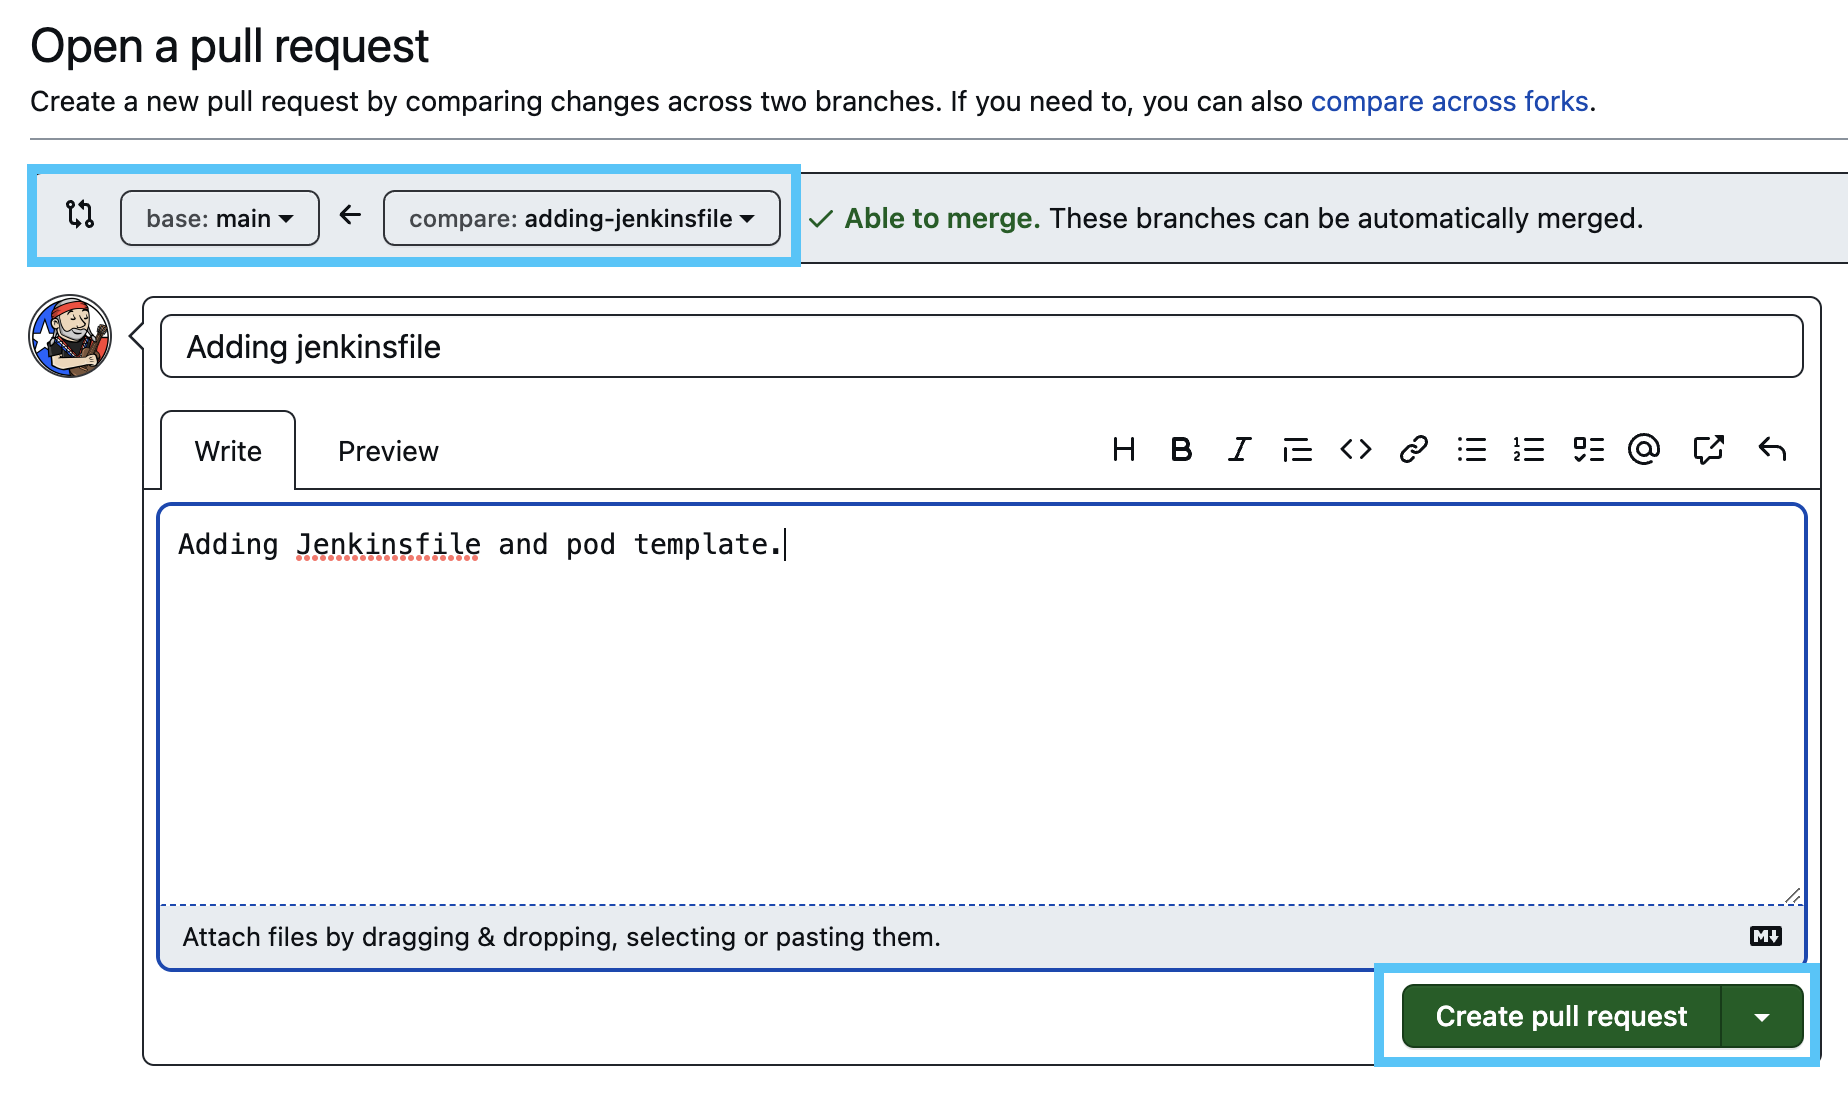 Open a pull request
Create a new pull request by comparing changes across two branches. If you need to, you can also compare across forks.
base: main compare: adding-jenkinsfile Able to merge. These branches can be automatically merged.
Adding jenkinsfile
Write Preview
Adding Jenkinsfile and pod template.
Attach files by dragging & dropping, selecting or pasting them.
Create pull request